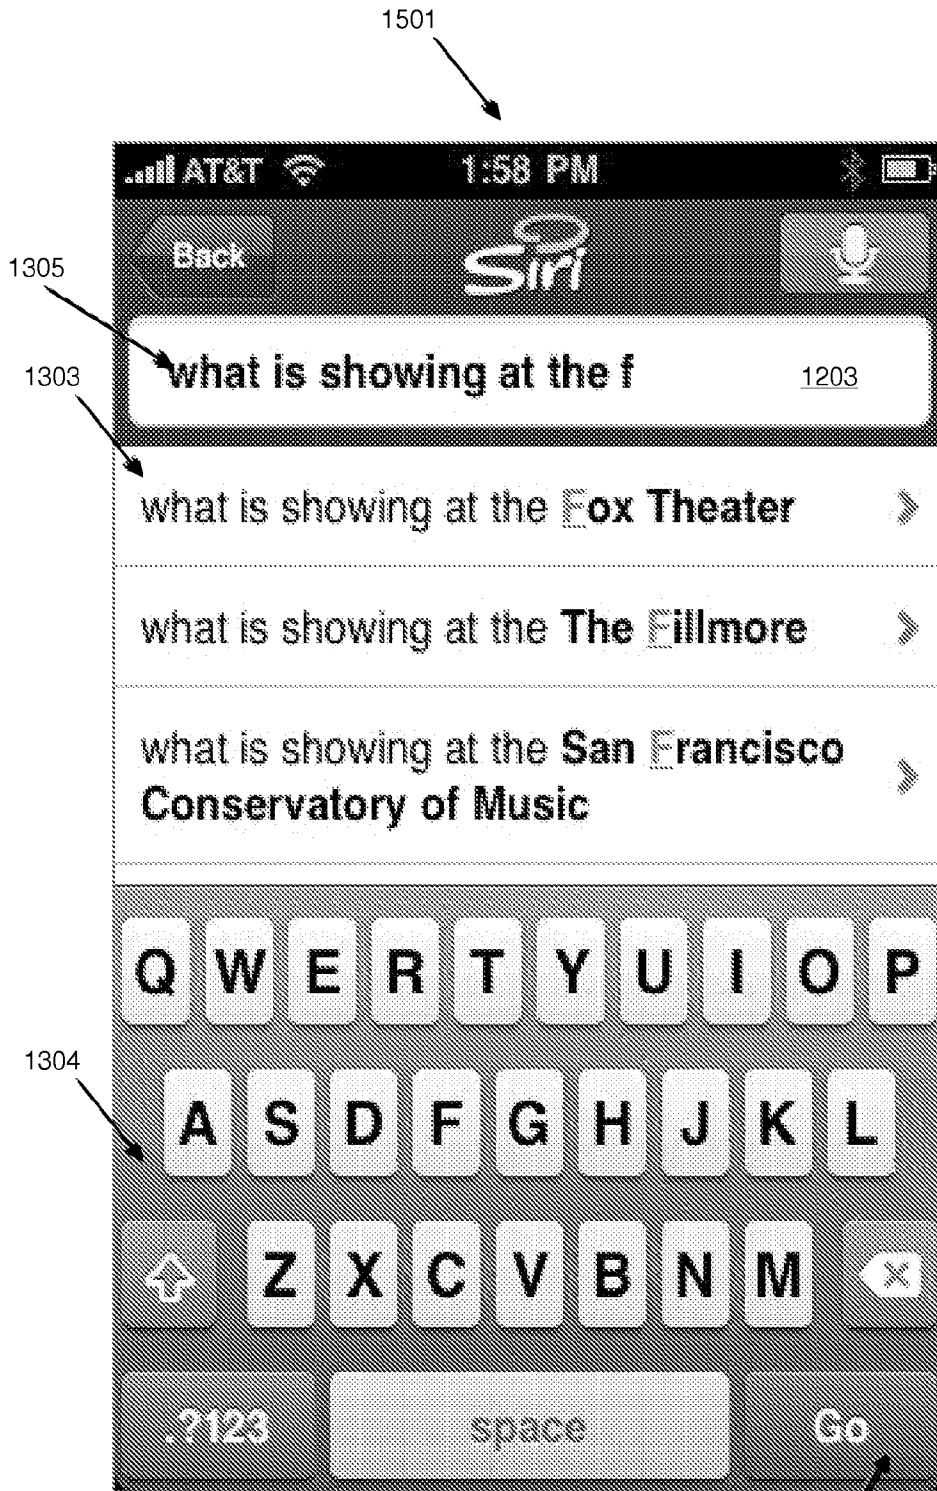 1501
AT&T 1:58 PM
Back Siri
1305
what is showing at the f 1203
1303
what is showing at the Fox Theater
what is showing at the The Fillmore
what is showing at the San Francisco
Conservatory of Music
Q W E R T Y U I O P
1304
A S D F G H J K L
Z X C V B N M
.?123 space Go